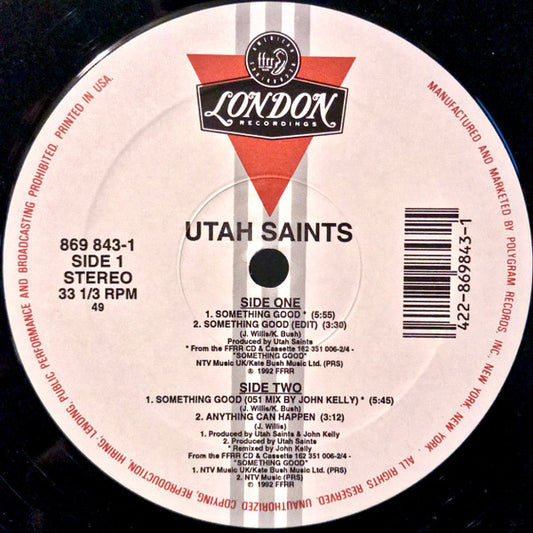 AMERICAN RECORDINGS
ffrr
LONDON
RECORDINGS
UTAH SAINTS
869 843-1
SIDE 1
STEREO
33 1/3 RPM
49
422-869843-1
SIDE ONE
1. SOMETHING GOOD * (5:55)
2. SOMETHING GOOD (EDIT) (3:30)
(J. Willis/K. Bush)
Produced by Utah Saints
* From the FFRR CD & Cassette 162 351 006-2/4 -
"SOMETHING GOOD"
NTV Music UK/Kate Bush Music Ltd. (PRS)
℗ 1992 FFRR
SIDE TWO
1. SOMETHING GOOD (051 MIX BY JOHN KELLY) * (5:45)
(J. Willis/K. Bush)
2. ANYTHING CAN HAPPEN (3:12)
(J. Willis)
1. Produced by Utah Saints & John Kelly
2. Produced by Utah Saints
* Remixed by John Kelly
From the FFRR CD & Cassette 162 351 006-2/4 -
"SOMETHING GOOD"
1. NTV Music UK/Kate Bush Music Ltd. (PRS)
2. NTV Music UK (PRS)
℗ 1992 FFRR
MANUFACTURED AND MARKETED BY POLYGRAM RECORDS, INC., NEW YORK, NEW YORK. ALL RIGHTS RESERVED. UNAUTHORIZED COPYING, REPRODUCTION, HIRING, LENDING, PUBLIC PERFORMANCE AND BROADCASTING PROHIBITED. PRINTED IN USA.